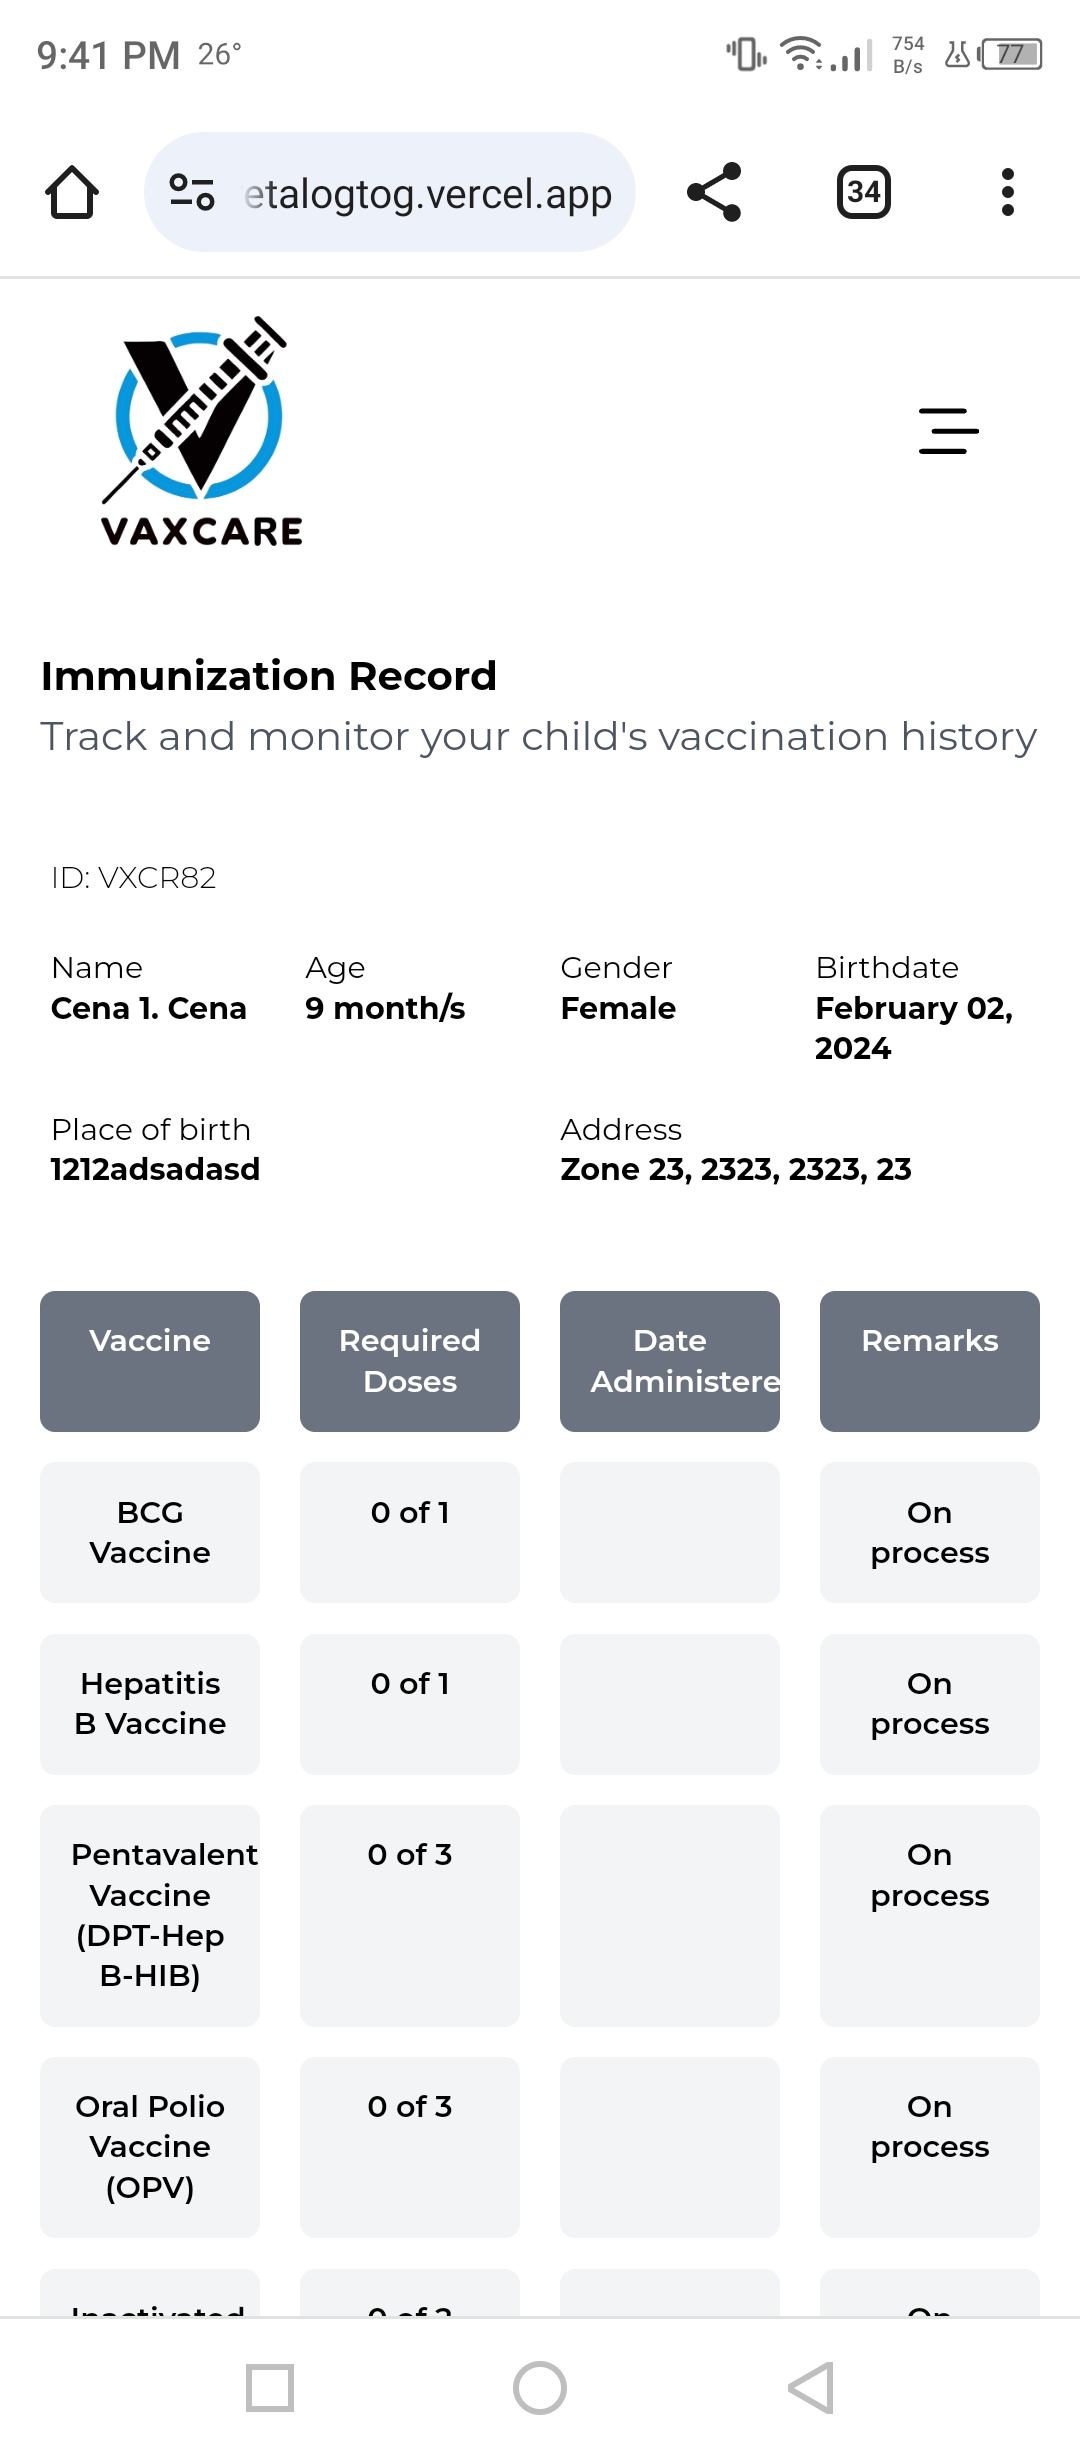 9:41 PM 26° 754 B/s 77
etalogtog.vercel.app 34
VAXCARE
Immunization Record
Track and monitor your child's vaccination history
ID: VXCR82
Name Age Gender Birthdate
Cena 1. Cena 9 month/s Female February 02,
2024
Place of birth Address
1212adsadasd Zone 23, 2323, 2323, 23
Vaccine Required Date Remarks
Doses Administere
BCG 0 of 1 On
Vaccine process
Hepatitis 0 of 1 On
B Vaccine process
Pentavalent 0 of 3 On
Vaccine process
(DPT-Hep
B-HIB)
Oral Polio 0 of 3 On
Vaccine process
(OPV)
Inactivated On